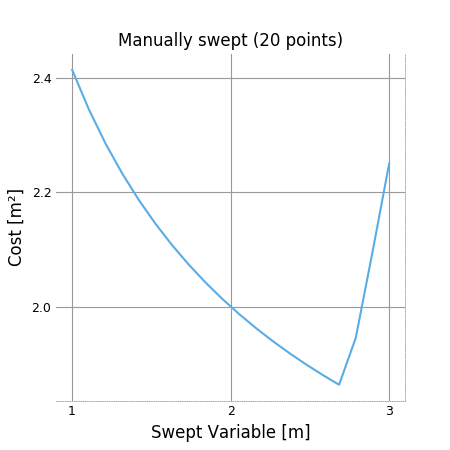 Manually swept (20 points)
Cost [m²]
2.4
2.2
2.0
1 2 3
Swept Variable [m]